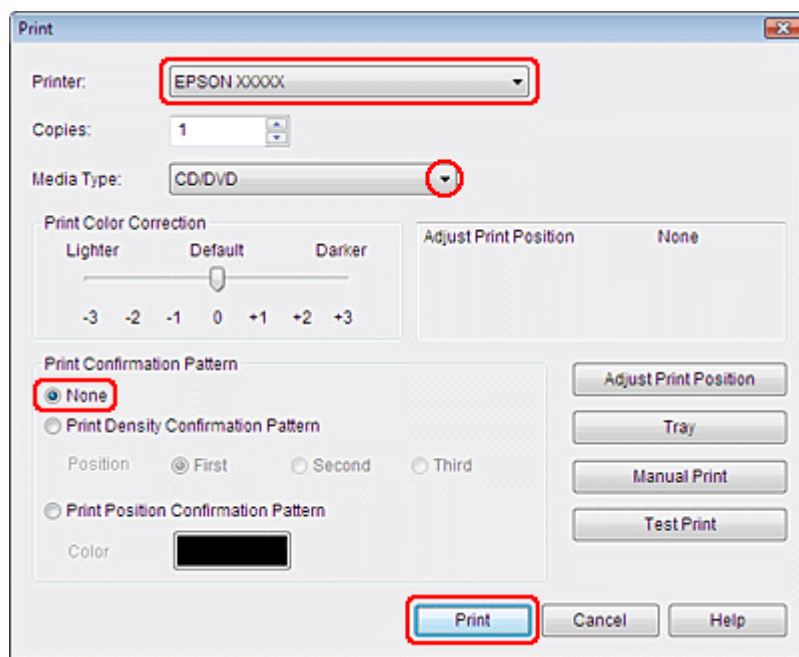 Print
Printer: EPSON XXXXX
Copies: 1
Media Type: CD/DVD
Print Color Correction
Lighter Default Darker
-3 -2 -1 0 +1 +2 +3
Adjust Print Position None
Print Confirmation Pattern
None
Print Density Confirmation Pattern
Position First Second Third
Print Position Confirmation Pattern
Color
Adjust Print Position
Tray
Manual Print
Test Print
Print Cancel Help